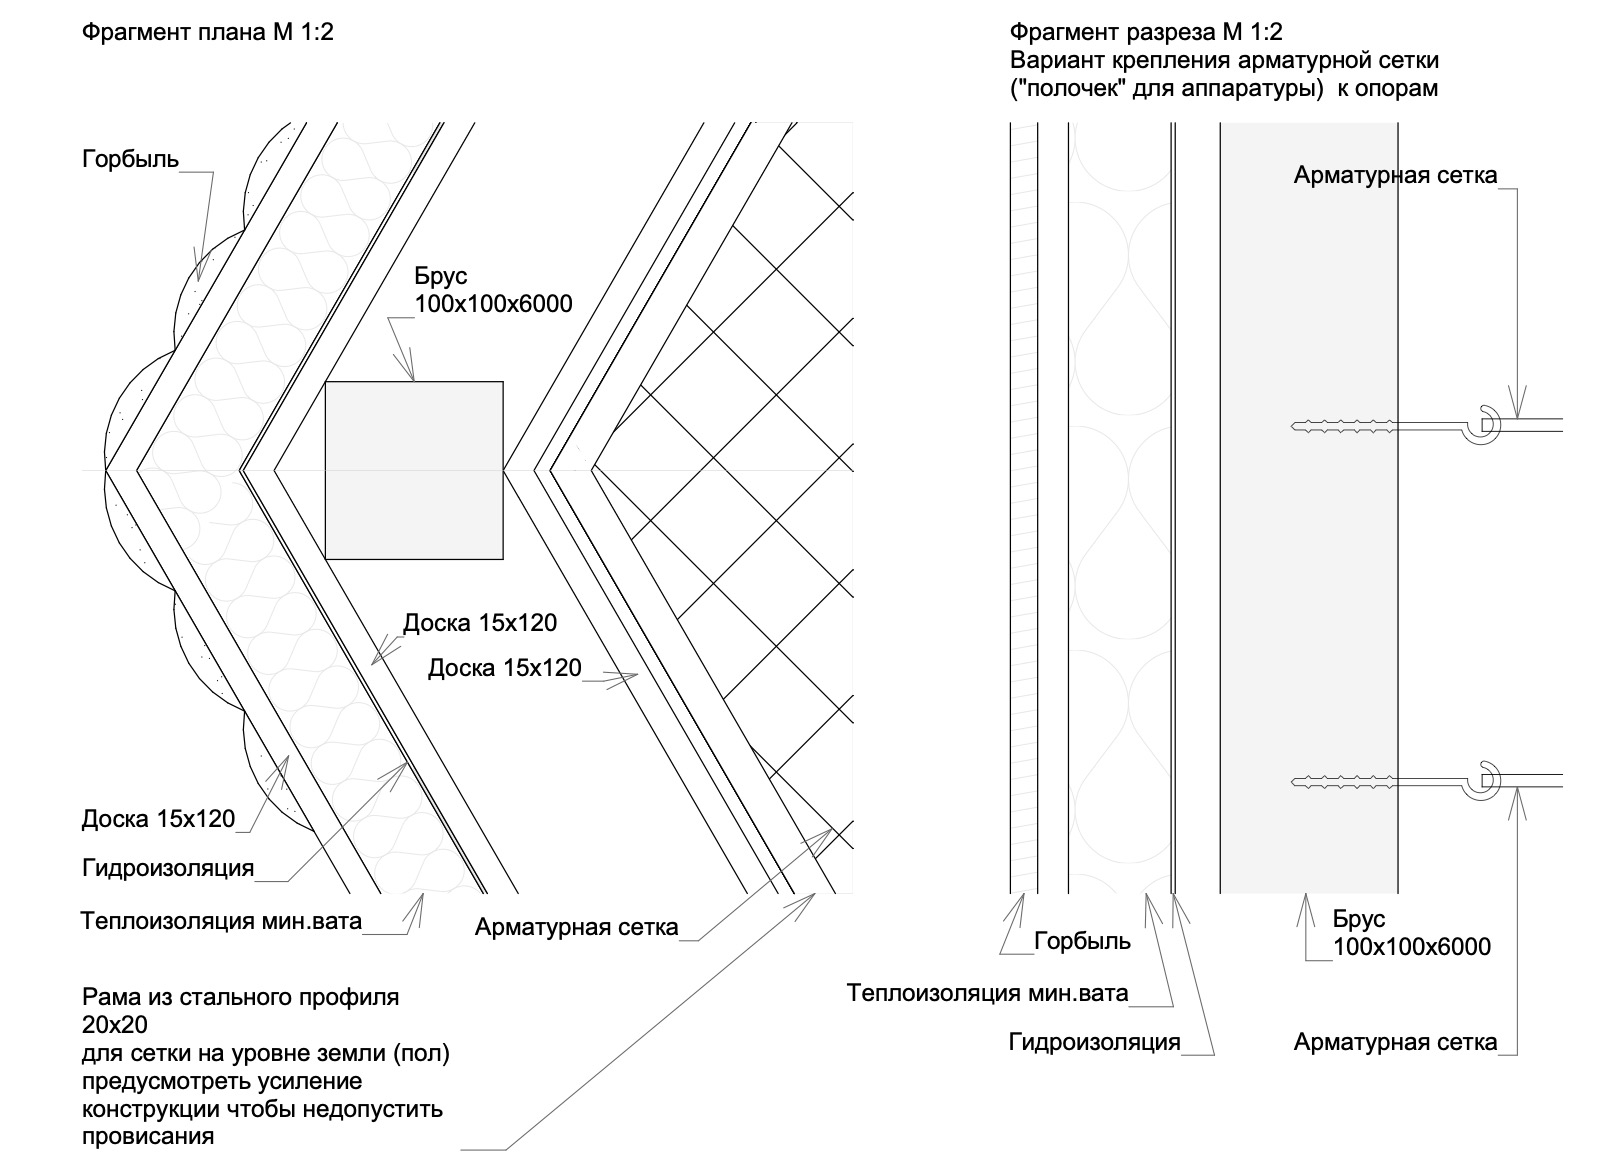 Фрагмент плана М 1:2
Горбыль
Брус
100х100х6000
Доска 15х120
Доска 15х120
Доска 15х120
Гидроизоляция
Теплоизоляция мин.вата
Арматурная сетка
Рама из стального профиля
20х20
для сетки на уровне земли (пол)
предусмотреть усиление
конструкции чтобы недопустить
провисания
Фрагмент разреза М 1:2
Вариант крепления арматурной сетки
("полочек" для аппаратуры) к опорам
Арматурная сетка
Брус
100х100х6000
Горбыль
Теплоизоляция мин.вата
Гидроизоляция
Арматурная сетка